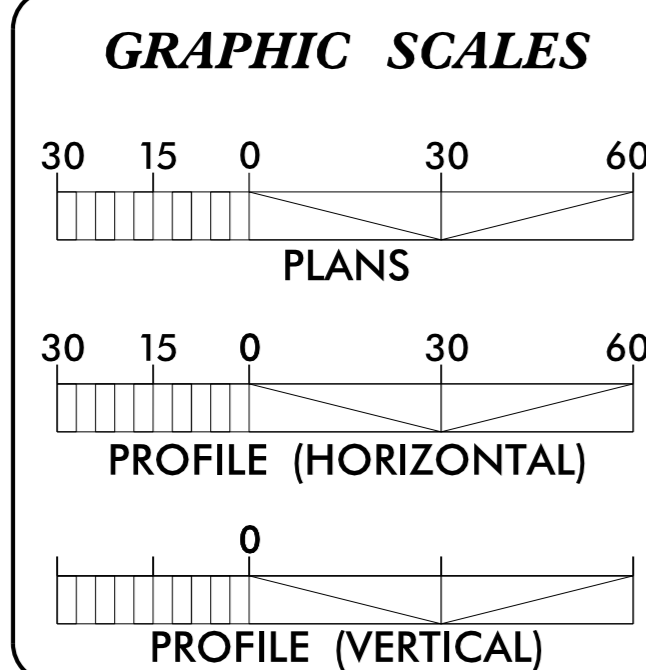 GRAPHIC SCALES
30 15 0 30 60
PLANS
30 15 0 30 60
PROFILE (HORIZONTAL)
0
PROFILE (VERTICAL)